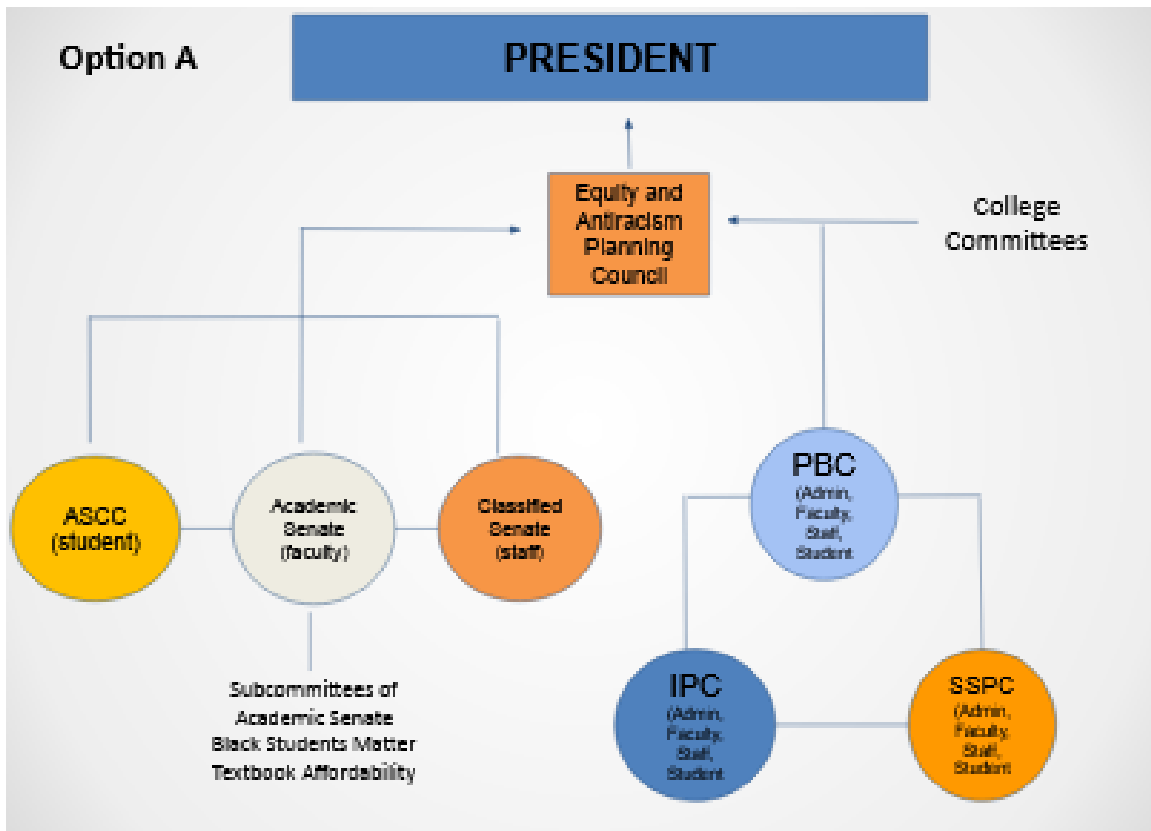 Option A
PRESIDENT
Equity and
Antiracism
Planning
Council
College
Committees
ASCC
(student)
Academic
Senate
(faculty)
Classified
Senate
(staff)
PBC
(Admin,
Faculty,
Staff,
Student
Subcommittees of
Academic Senate
Black Students Matter
Textbook Affordability
IPC
(Admin,
Faculty,
Staff,
Student
SSPC
(Admin,
Faculty,
Staff,
Student